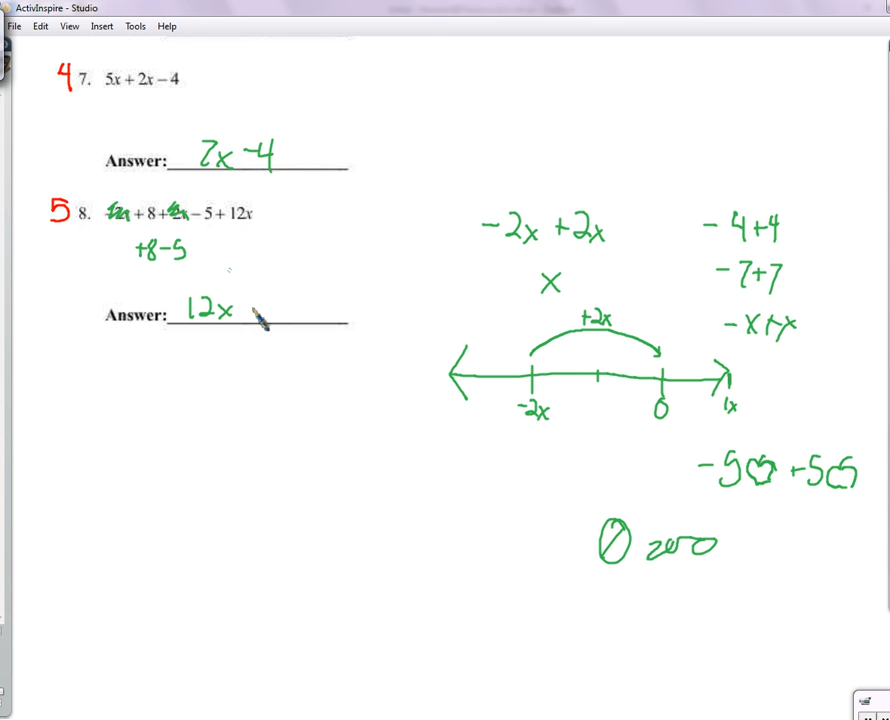 ActivInspire - Studio
File Edit View Insert Tools Help
4 7. 5x + 2x − 4
Answer: 7x -4
5 8. + 8 + − 5 + 12x
+8-5
Answer: 12x
-2x +2x
x
+2x
-2x 0 1x
-4+4
-7+7
-x+x
-5 +5
0 zero